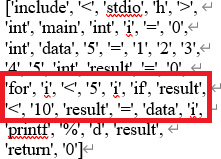 ['include', '<', 'stdio', 'h', '>',
'int', 'main', 'int', 'i', '=', '0',
'int', 'data', '5', '=', '1', '2', '3',
'4', '5', 'int', 'result', '=', '0',
'for', 'i', '<', '5', 'i', 'if', 'result',
'<', '10', 'result', '=', 'data', 'i',
'printf', '%', 'd', 'result',
'return', '0']